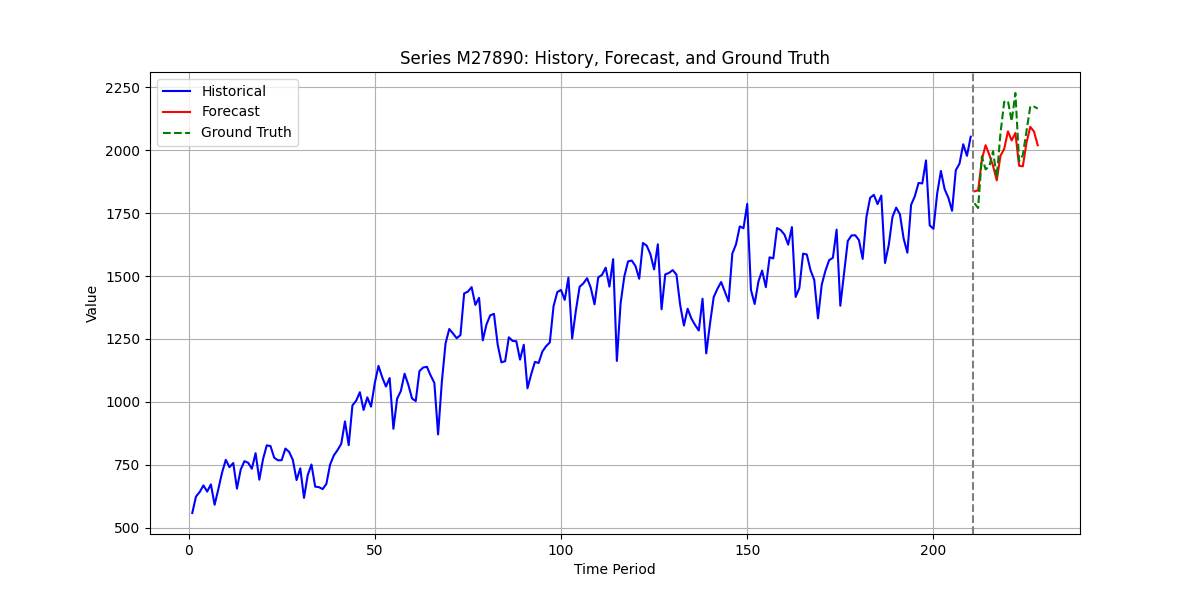 Series M27890: History, Forecast, and Ground Truth
Historical
Forecast
Ground Truth
2250
2000
1750
1500
1250
1000
750
500
Value
0 50 100 150 200
Time Period